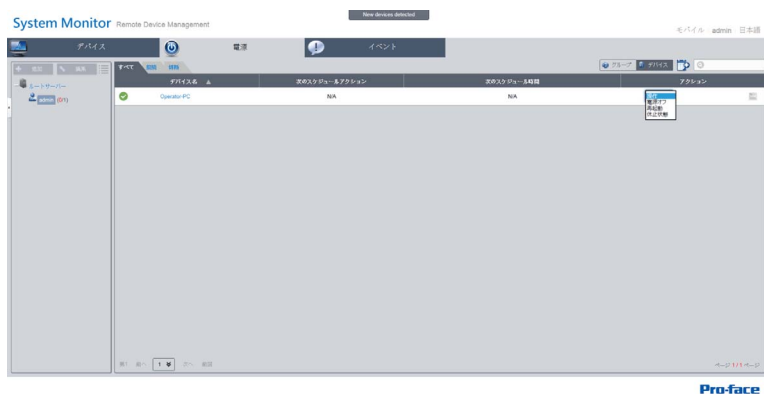 New devices detected
System Monitor Remote Device Management
モバイル admin 日本語
デバイス 電源 イベント
すべて
グループ デバイス
デバイス名 次のスケジュールアクション 次のスケジュール時間 アクション
ルートサーバー
admin (0/1)
Operator-PC N/A N/A
電源オフ
再起動
休止状態
1
ページ 1/1 ページ
Pro-face